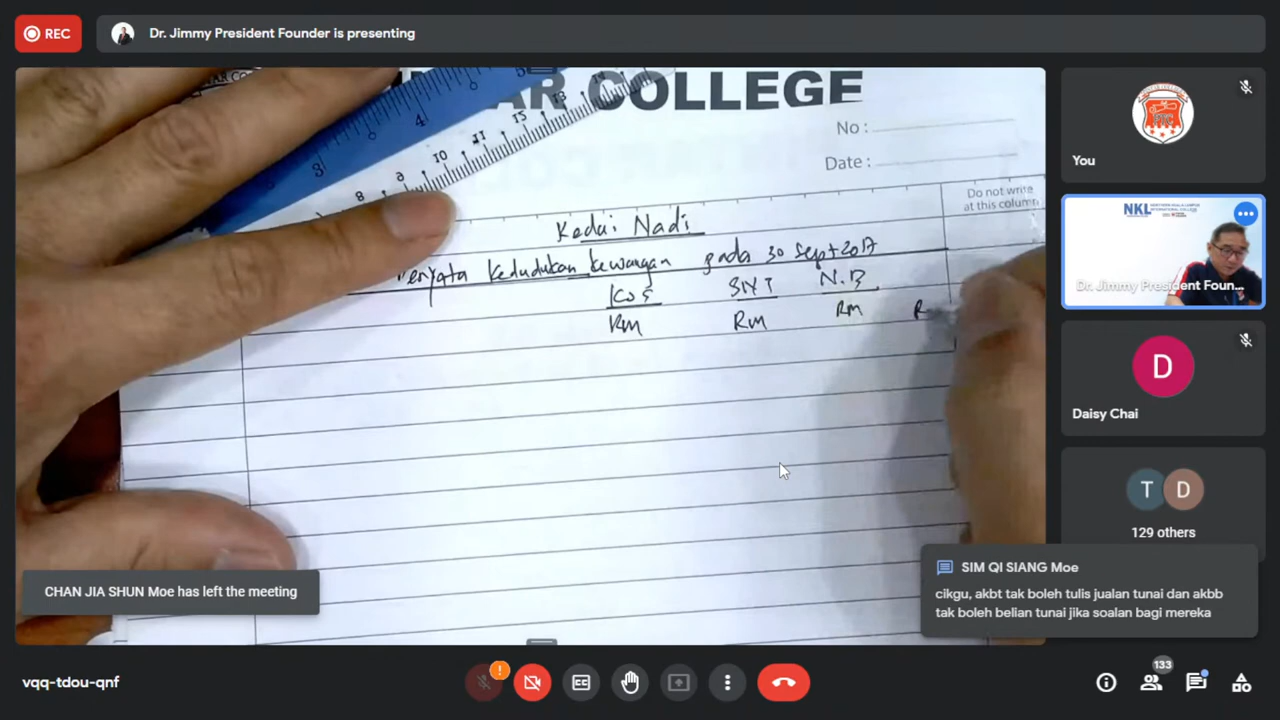 REC
Dr. Jimmy President Founder is presenting
AR COLLEGE
No :
Date :
Do not write
at this column
Kedai Nadi
Penyata Kedudukan kewangan pada 30 Sept 2017
Kos
SNT
N.B
Rm
Rm
Rm
R
You
NKL
Dr. Jimmy President Foun...
D
Daisy Chai
T
D
129 others
CHAN JIA SHUN Moe has left the meeting
SIM QI SIANG Moe
cikgu, akbt tak boleh tulis jualan tunai dan akbb
tak boleh belian tunai jika soalan bagi mereka
vqq-tdou-qnf
!
CC
133